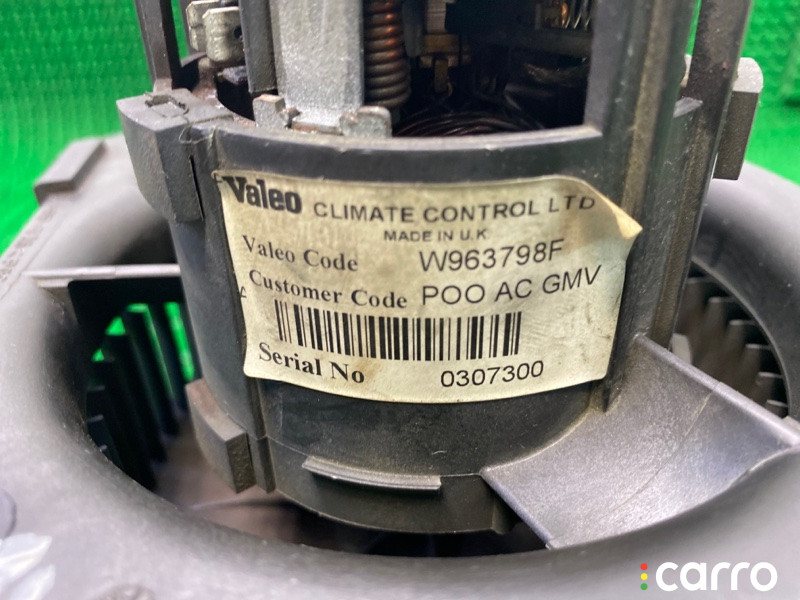 Valeo CLIMATE CONTROL LTD
MADE IN U.K
Valeo Code W963798F
Customer Code POO AC GMV
Serial No 0307300
carro